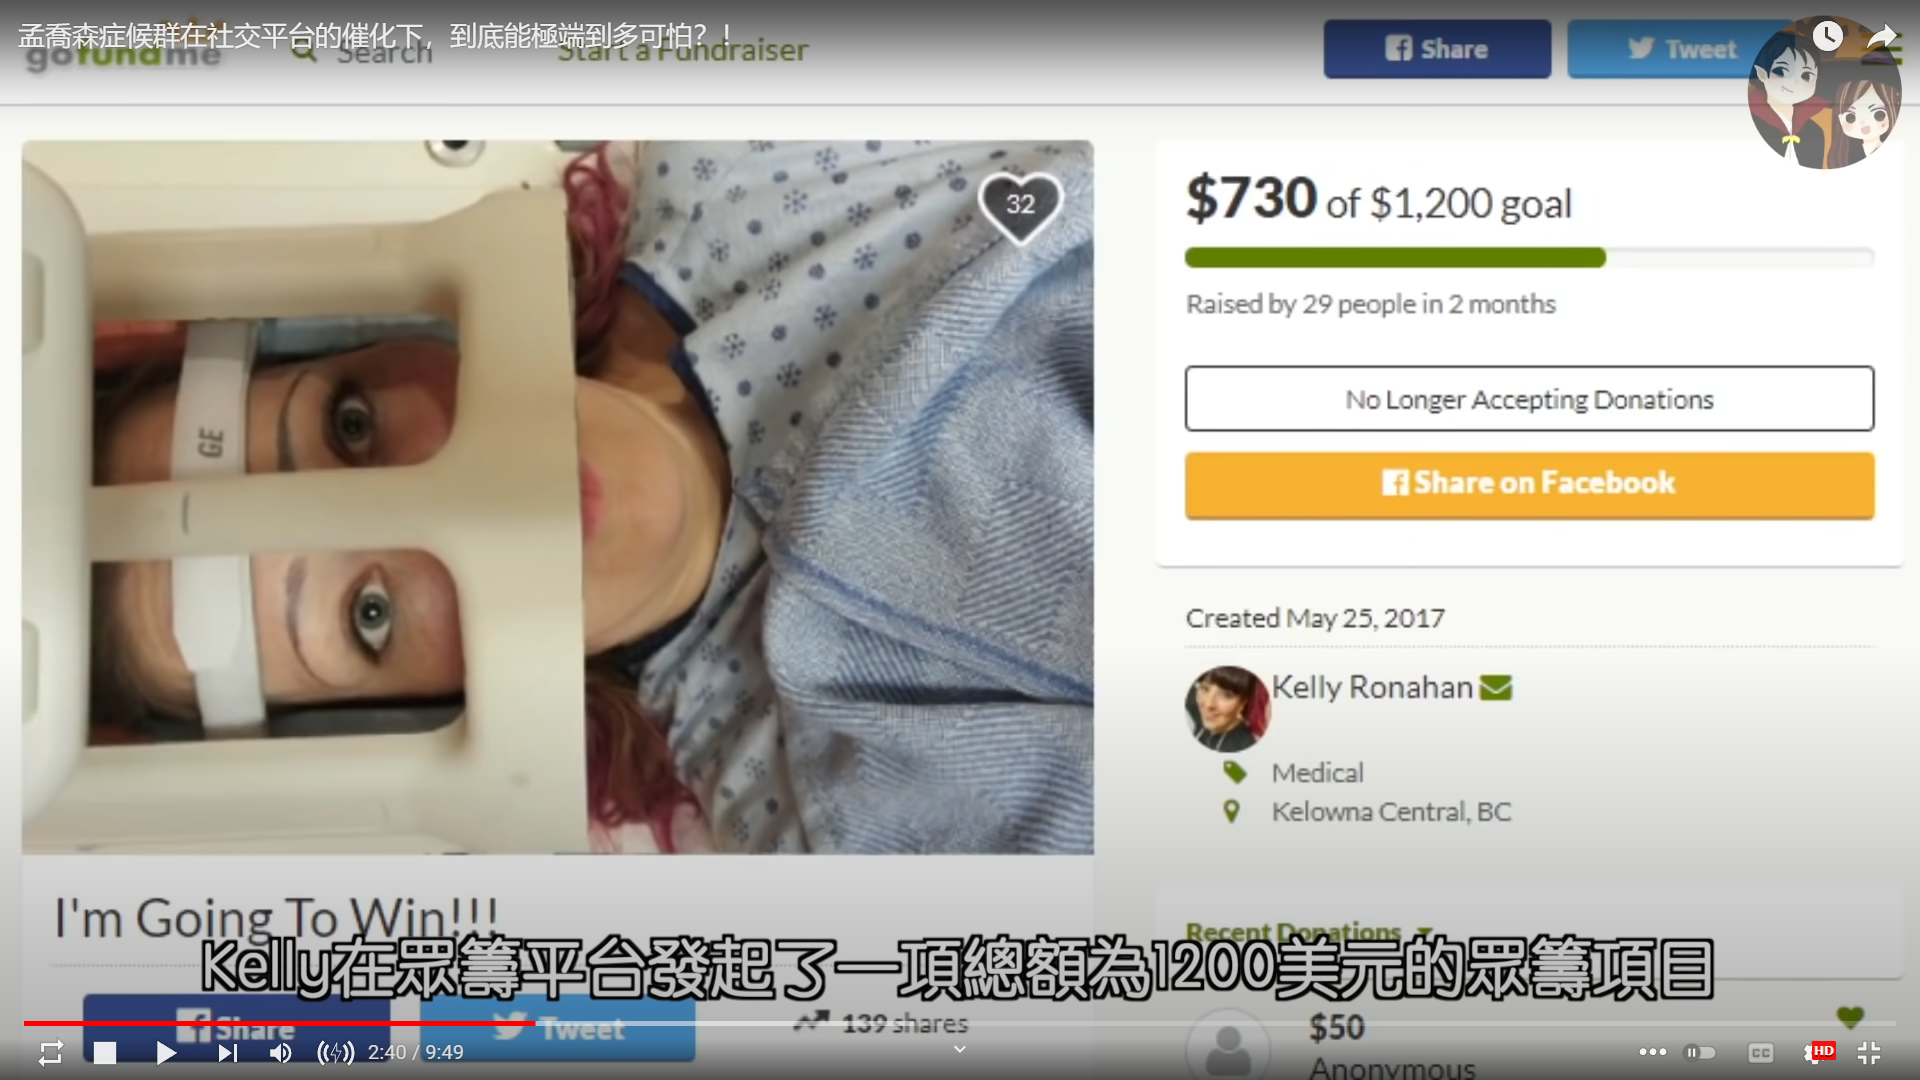 孟喬森症候群在社交平台的催化下，到底能極端到多可怕？！
gofundme
Search
Start a Fundraiser
Share
Tweet
32
GE
$730 of $1,200 goal
Raised by 29 people in 2 months
No Longer Accepting Donations
Share on Facebook
Created May 25, 2017
Kelly Ronahan
Medical
Kelowna Central, BC
I'm Going To Win!!!
Recent Donations
Kelly在眾籌平台發起了一項總額為1200美元的眾籌項目
Share
Tweet
139 shares
$50
Anonymous
2:40 / 9:49
CC
HD